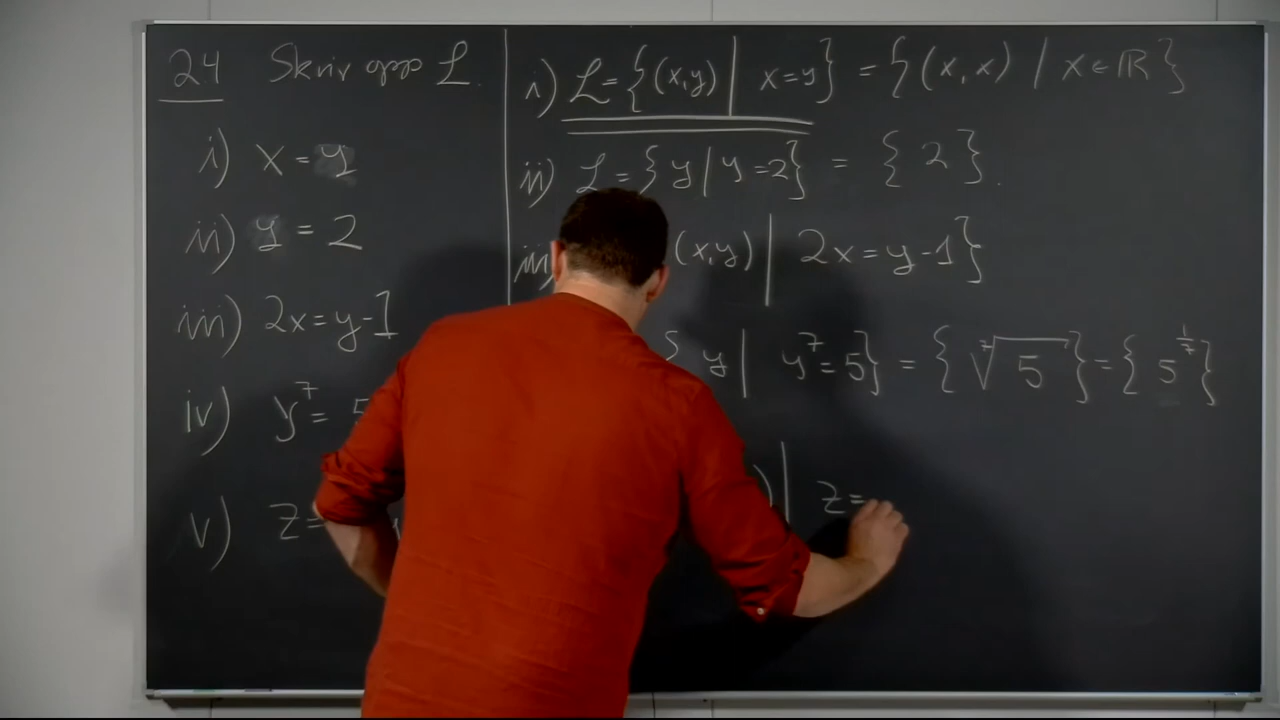 24 Skriv opp L.
i) x = y
ii) y = 2
iii) 2x = y - 1
iv) y⁷ = 5
v) z =
i) L = {(x,y) | x = y} = {(x,x) | x ∈ ℝ}
ii) L = {y | y = 2} = {2}.
iii) (x,y) | 2x = y - 1}
{ y | y⁷ = 5} = {⁷√5} = {5^(1/7)}
) | z =